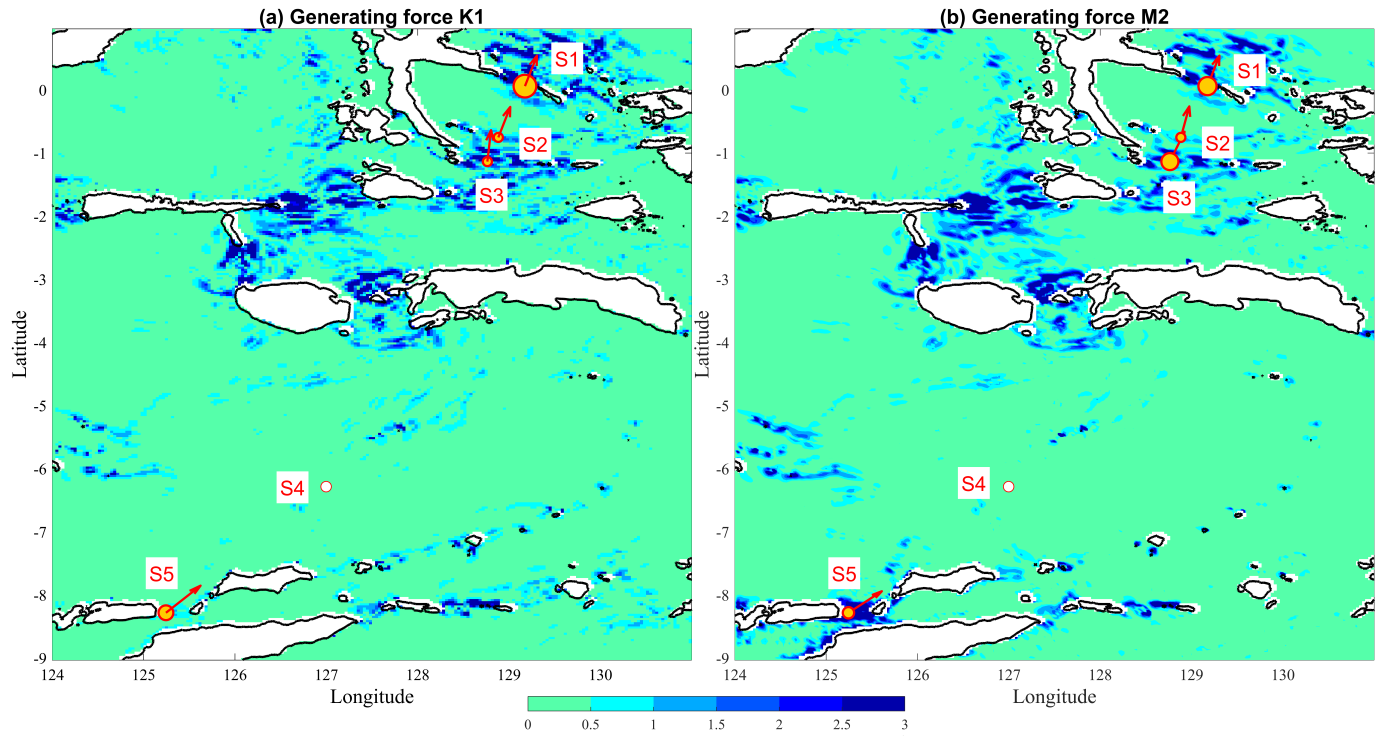 (a) Generating force K1
(b) Generating force M2
S1
S2
S3
S4
S5
S1
S2
S3
S4
S5
Latitude
0
-1
-2
-3
-4
-5
-6
-7
-8
-9
124 125 126 127 128 129 130
Longitude
Latitude
0
-1
-2
-3
-4
-5
-6
-7
-8
-9
124 125 126 127 128 129 130
Longitude
0 0.5 1 1.5 2 2.5 3